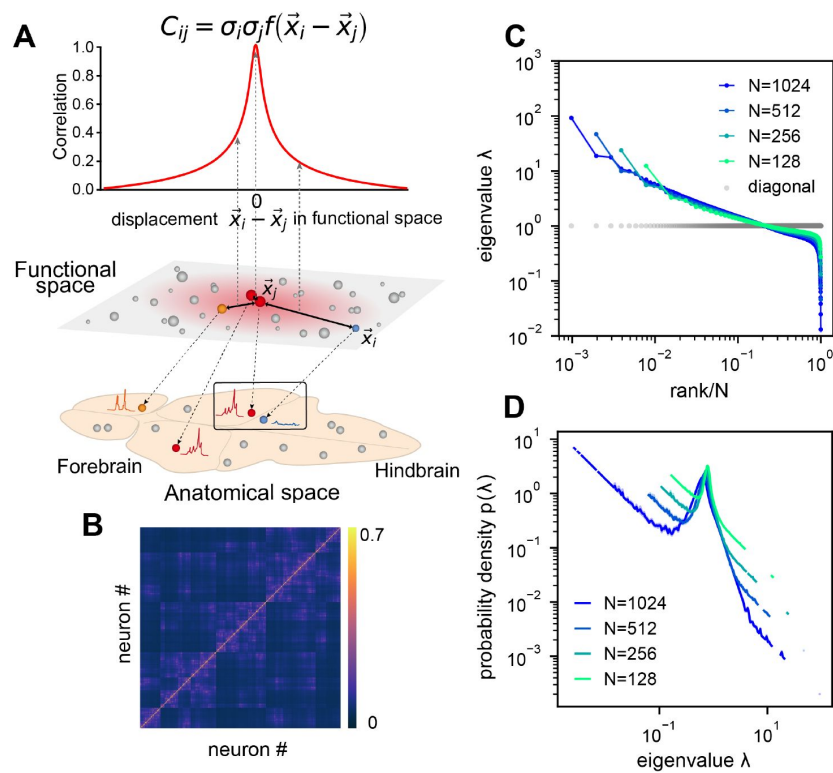 A
C_{ij} = σ_iσ_jf(x⃗_i − x⃗_j)
Correlation
1.0
0.8
0.6
0.4
0.2
0.0
0
displacement x⃗_i − x⃗_j in functional space
Functional
space
x⃗_j
x⃗_i
Forebrain
Hindbrain
Anatomical space
B
neuron #
0.7
0
neuron #
C
eigenvalue λ
10^3
10^2
10^1
10^0
10^{-1}
10^{-2}
N=1024
N=512
N=256
N=128
diagonal
10^{-3}
10^{-2}
10^{-1}
10^0
rank/N
D
probability density p(λ)
10^1
10^0
10^{-1}
10^{-2}
10^{-3}
N=1024
N=512
N=256
N=128
10^{-1}
10^1
eigenvalue λ